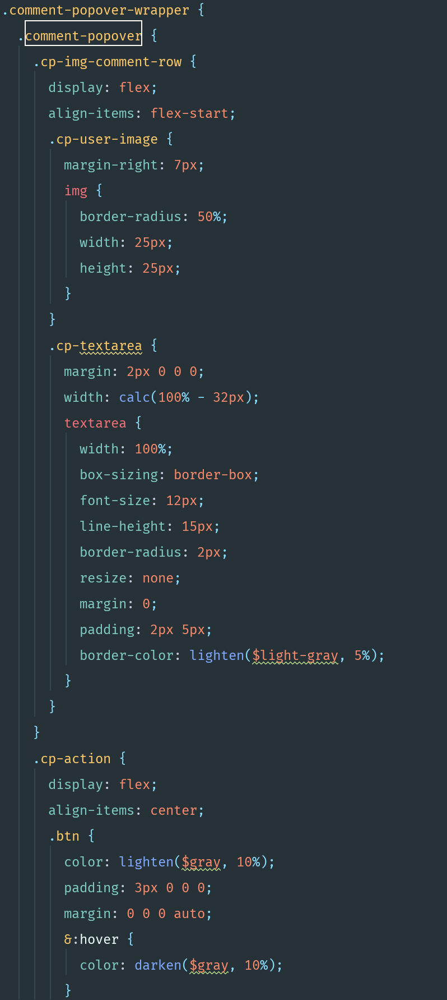 .comment-popover-wrapper {
  .comment-popover {
    .cp-img-comment-row {
      display: flex;
      align-items: flex-start;
      .cp-user-image {
        margin-right: 7px;
        img {
          border-radius: 50%;
          width: 25px;
          height: 25px;
        }
      }
      .cp-textarea {
        margin: 2px 0 0 0;
        width: calc(100% - 32px);
        textarea {
          width: 100%;
          box-sizing: border-box;
          font-size: 12px;
          line-height: 15px;
          border-radius: 2px;
          resize: none;
          margin: 0;
          padding: 2px 5px;
          border-color: lighten($light-gray, 5%);
        }
      }
    }
    .cp-action {
      display: flex;
      align-items: center;
      .btn {
        color: lighten($gray, 10%);
        padding: 3px 0 0 0;
        margin: 0 0 0 auto;
        &:hover {
          color: darken($gray, 10%);
        }